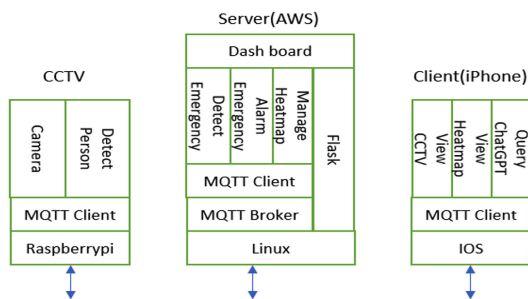 Server(AWS)
Dash board
Detect
Emergency
Alarm
Emergency
Manage
Heatmap
Flask
MQTT Client
MQTT Broker
Linux
CCTV
Camera
Detect
Person
MQTT Client
Raspberrypi
Client(iPhone)
View
CCTV
View
Heatmap
Query
ChatGPT
MQTT Client
IOS